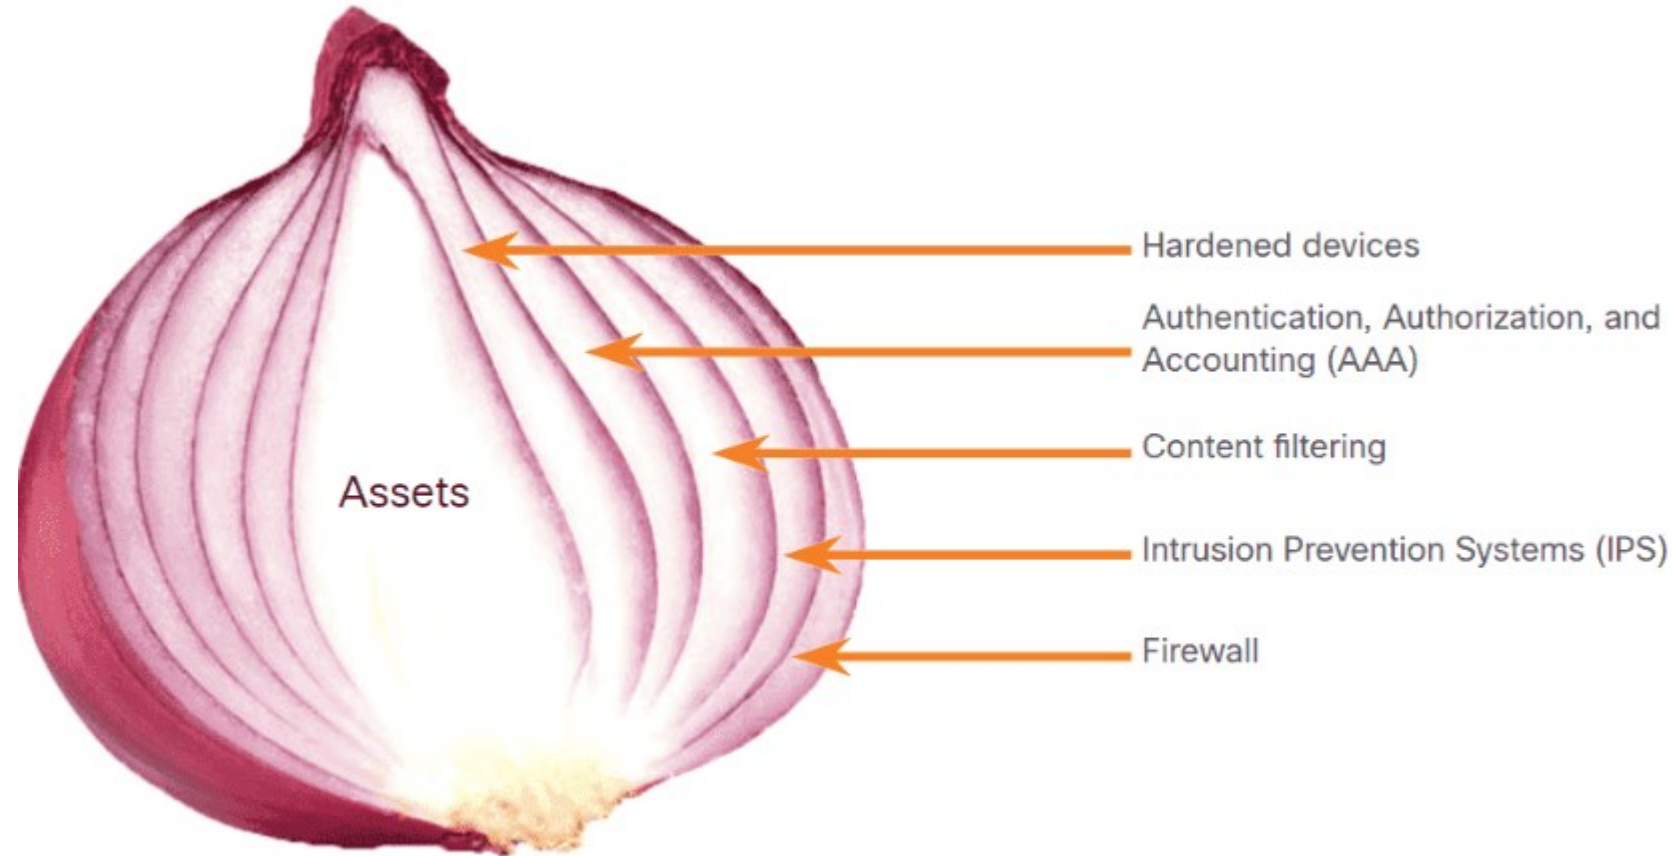 Hardened devices
Authentication, Authorization, and
Accounting (AAA)
Content filtering
Assets
Intrusion Prevention Systems (IPS)
Firewall